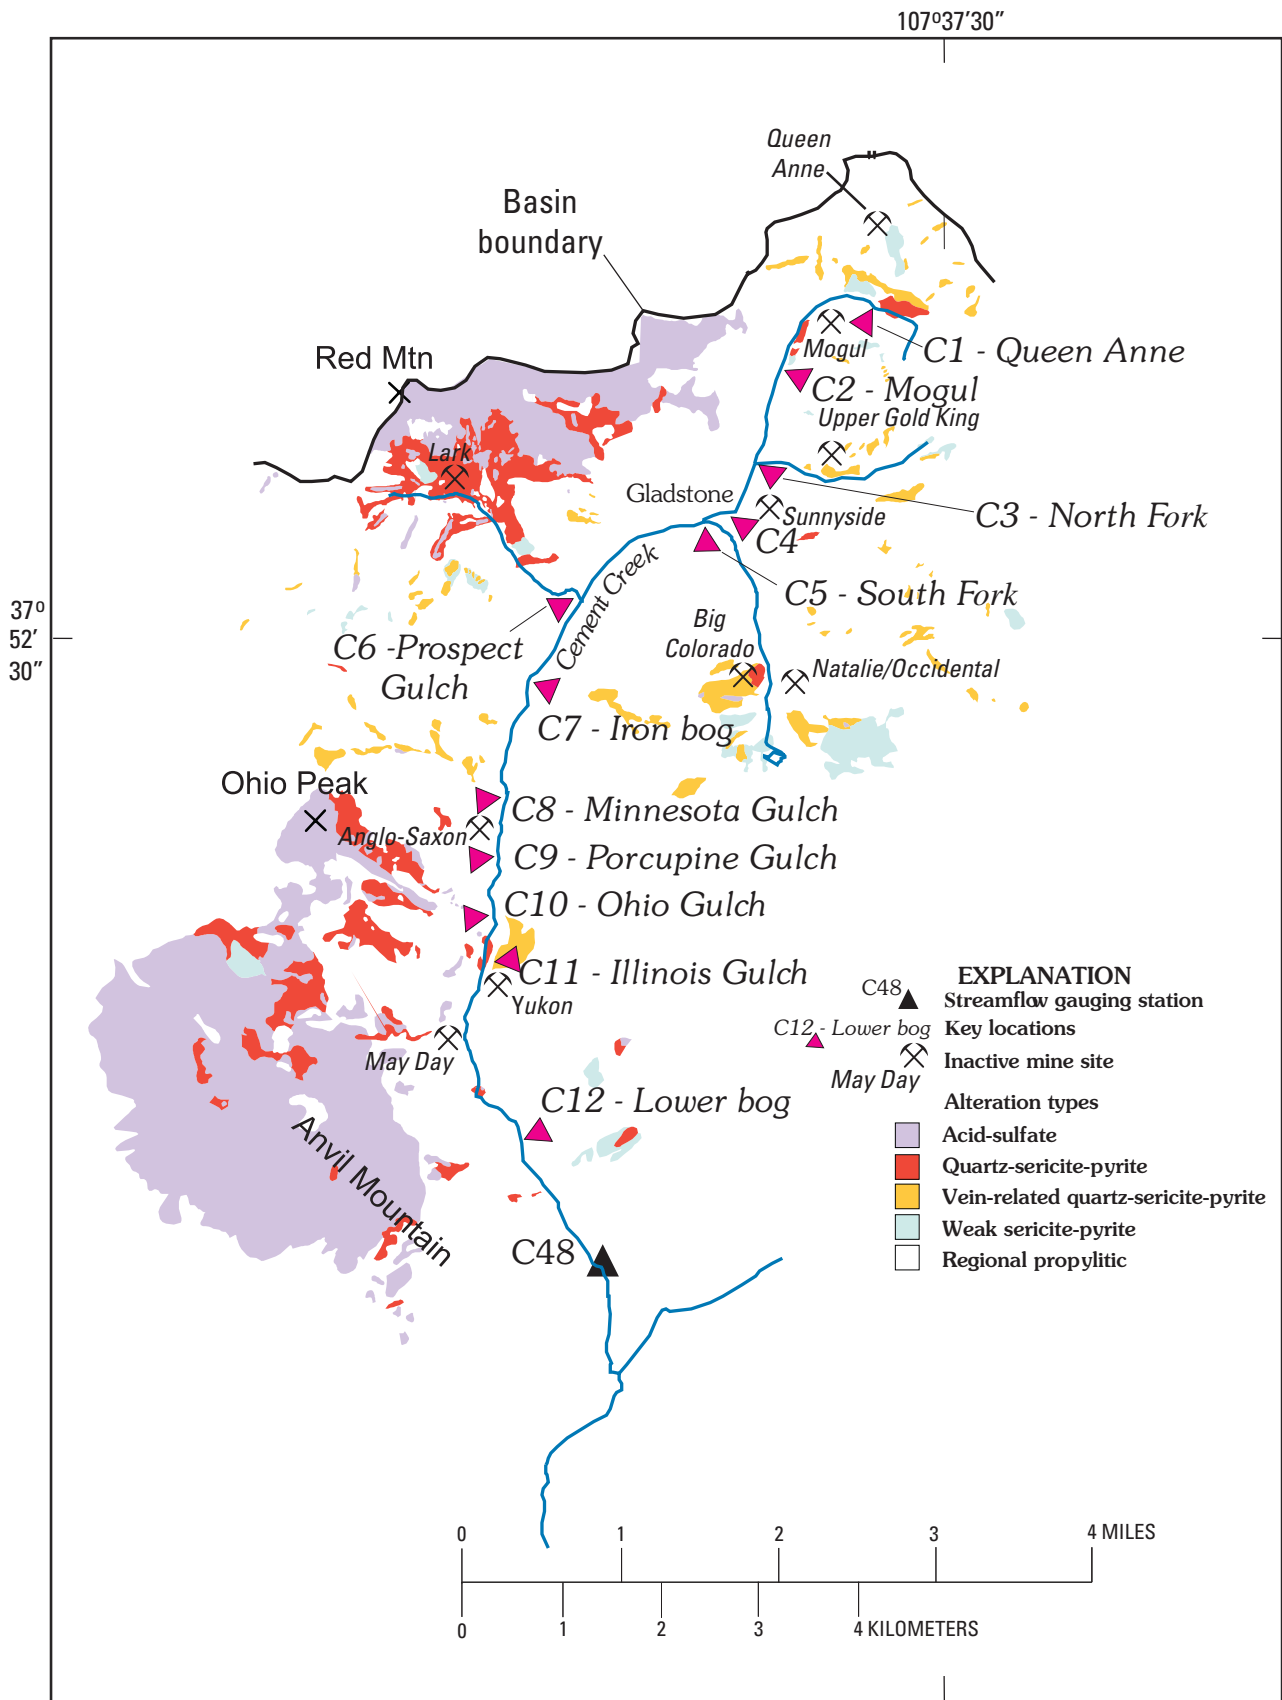 107º37'30"
Queen
Anne
Basin
boundary
Red Mtn
Mogul
C1 - Queen Anne
C2 - Mogul
Upper Gold King
Lark
Gladstone
Sunnyside
C3 - North Fork
C4
Cement Creek
C5 - South Fork
37º
52'
30"
C6 -Prospect
Gulch
Big
Colorado
Natalie/Occidental
C7 - Iron bog
Ohio Peak
C8 - Minnesota Gulch
Anglo-Saxon
C9 - Porcupine Gulch
C10 - Ohio Gulch
C11 - Illinois Gulch
Yukon
May Day
C12 - Lower bog
Anvil Mountain
C48
EXPLANATION
C48
Streamflow gauging station
C12 - Lower bog
Key locations
Inactive mine site
May Day
Alteration types
Acid-sulfate
Quartz-sericite-pyrite
Vein-related quartz-sericite-pyrite
Weak sericite-pyrite
Regional propylitic
0 1 2 3 4 MILES
0 1 2 3 4 KILOMETERS